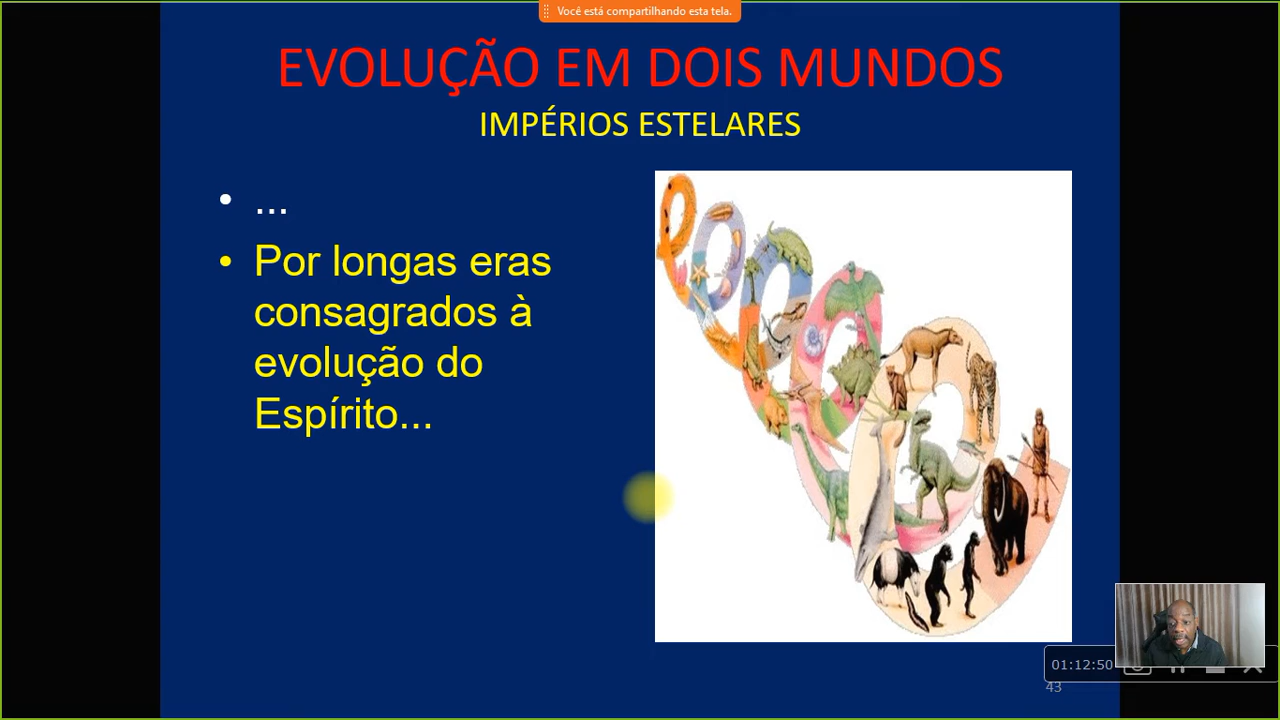 Você está compartilhando esta tela.
EVOLUÇÃO EM DOIS MUNDOS
IMPÉRIOS ESTELARES
• ...
• Por longas eras
consagrados à
evolução do
Espírito...
01:12:50
43